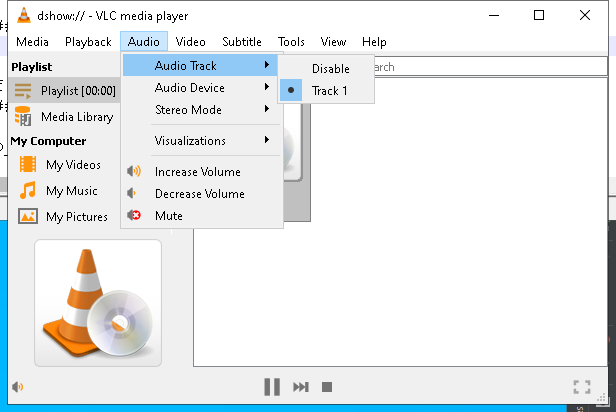 dshow:// - VLC media player
Media Playback Audio Video Subtitle Tools View Help
Playlist
Playlist [00:00]
Media Library
My Computer
My Videos
My Music
My Pictures
Audio Track
Audio Device
Stereo Mode
Visualizations
Increase Volume
Decrease Volume
Mute
Disable
Track 1
earch